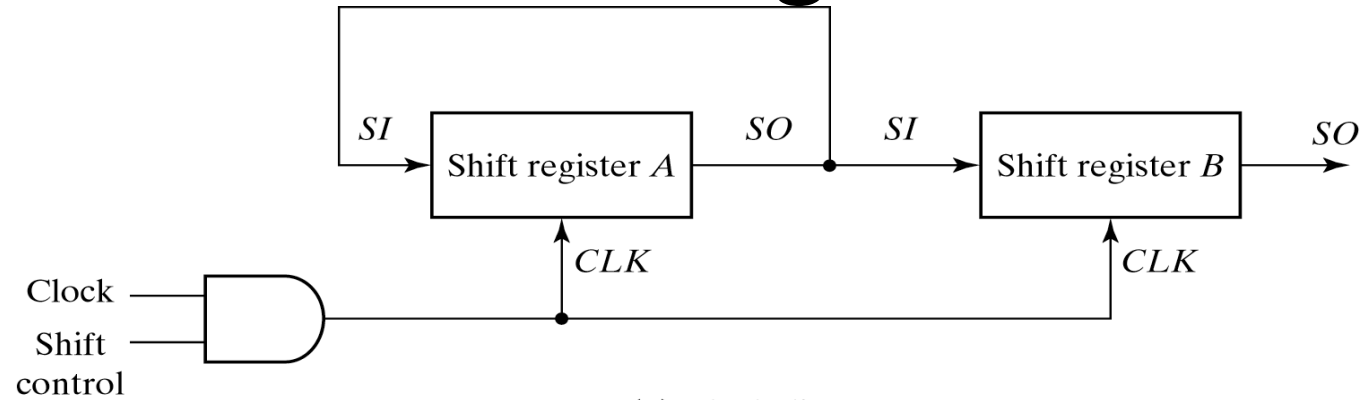 SI
SO
SI
SO
Shift register A
Shift register B
CLK
CLK
Clock
Shift
control